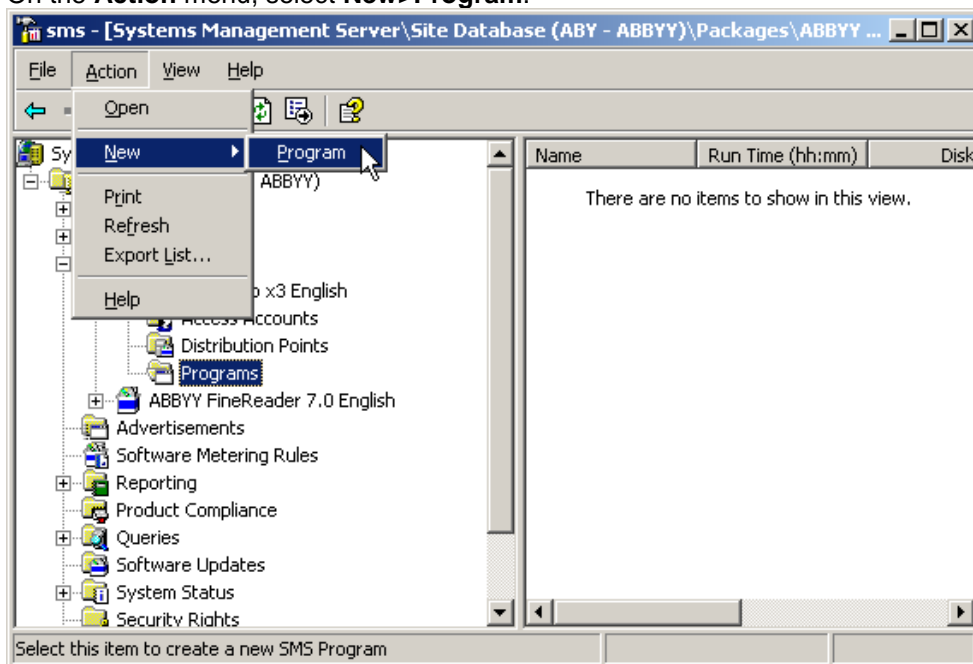 On the Action menu, select New>Program.
sms - [Systems Management Server\Site Database (ABY - ABBYY)\Packages\ABBYY ...
File Action View Help
Open
New
Program
Print
Refresh
Export List...
Help
Sy
ABBYY)
x3 English
Access Accounts
Distribution Points
Programs
ABBYY FineReader 7.0 English
Advertisements
Software Metering Rules
Reporting
Product Compliance
Queries
Software Updates
System Status
Security Rights
Name Run Time (hh:mm) Disk
There are no items to show in this view.
Select this item to create a new SMS Program